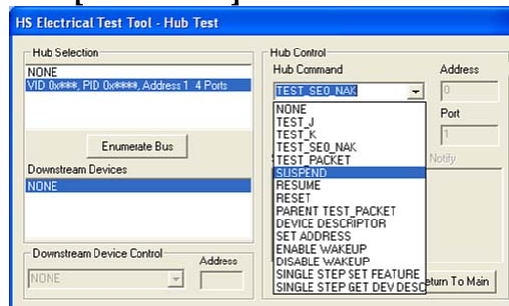 HS Electrical Test Tool - Hub Test
Hub Selection
NONE
VID 0x***, PID 0x****, Address 1 4 Ports
Enumerate Bus
Downstream Devices
NONE
Downstream Device Control
Address
NONE
Hub Control
Hub Command
Address
TEST_SE0_NAK
0
Port
1
Notify
NONE
TEST_J
TEST_K
TEST_SE0_NAK
TEST_PACKET
SUSPEND
RESUME
RESET
PARENT TEST_PACKET
DEVICE DESCRIPTOR
SET ADDRESS
ENABLE WAKEUP
DISABLE WAKEUP
SINGLE STEP SET FEATURE
SINGLE STEP GET DEV DESC
eturn To Main